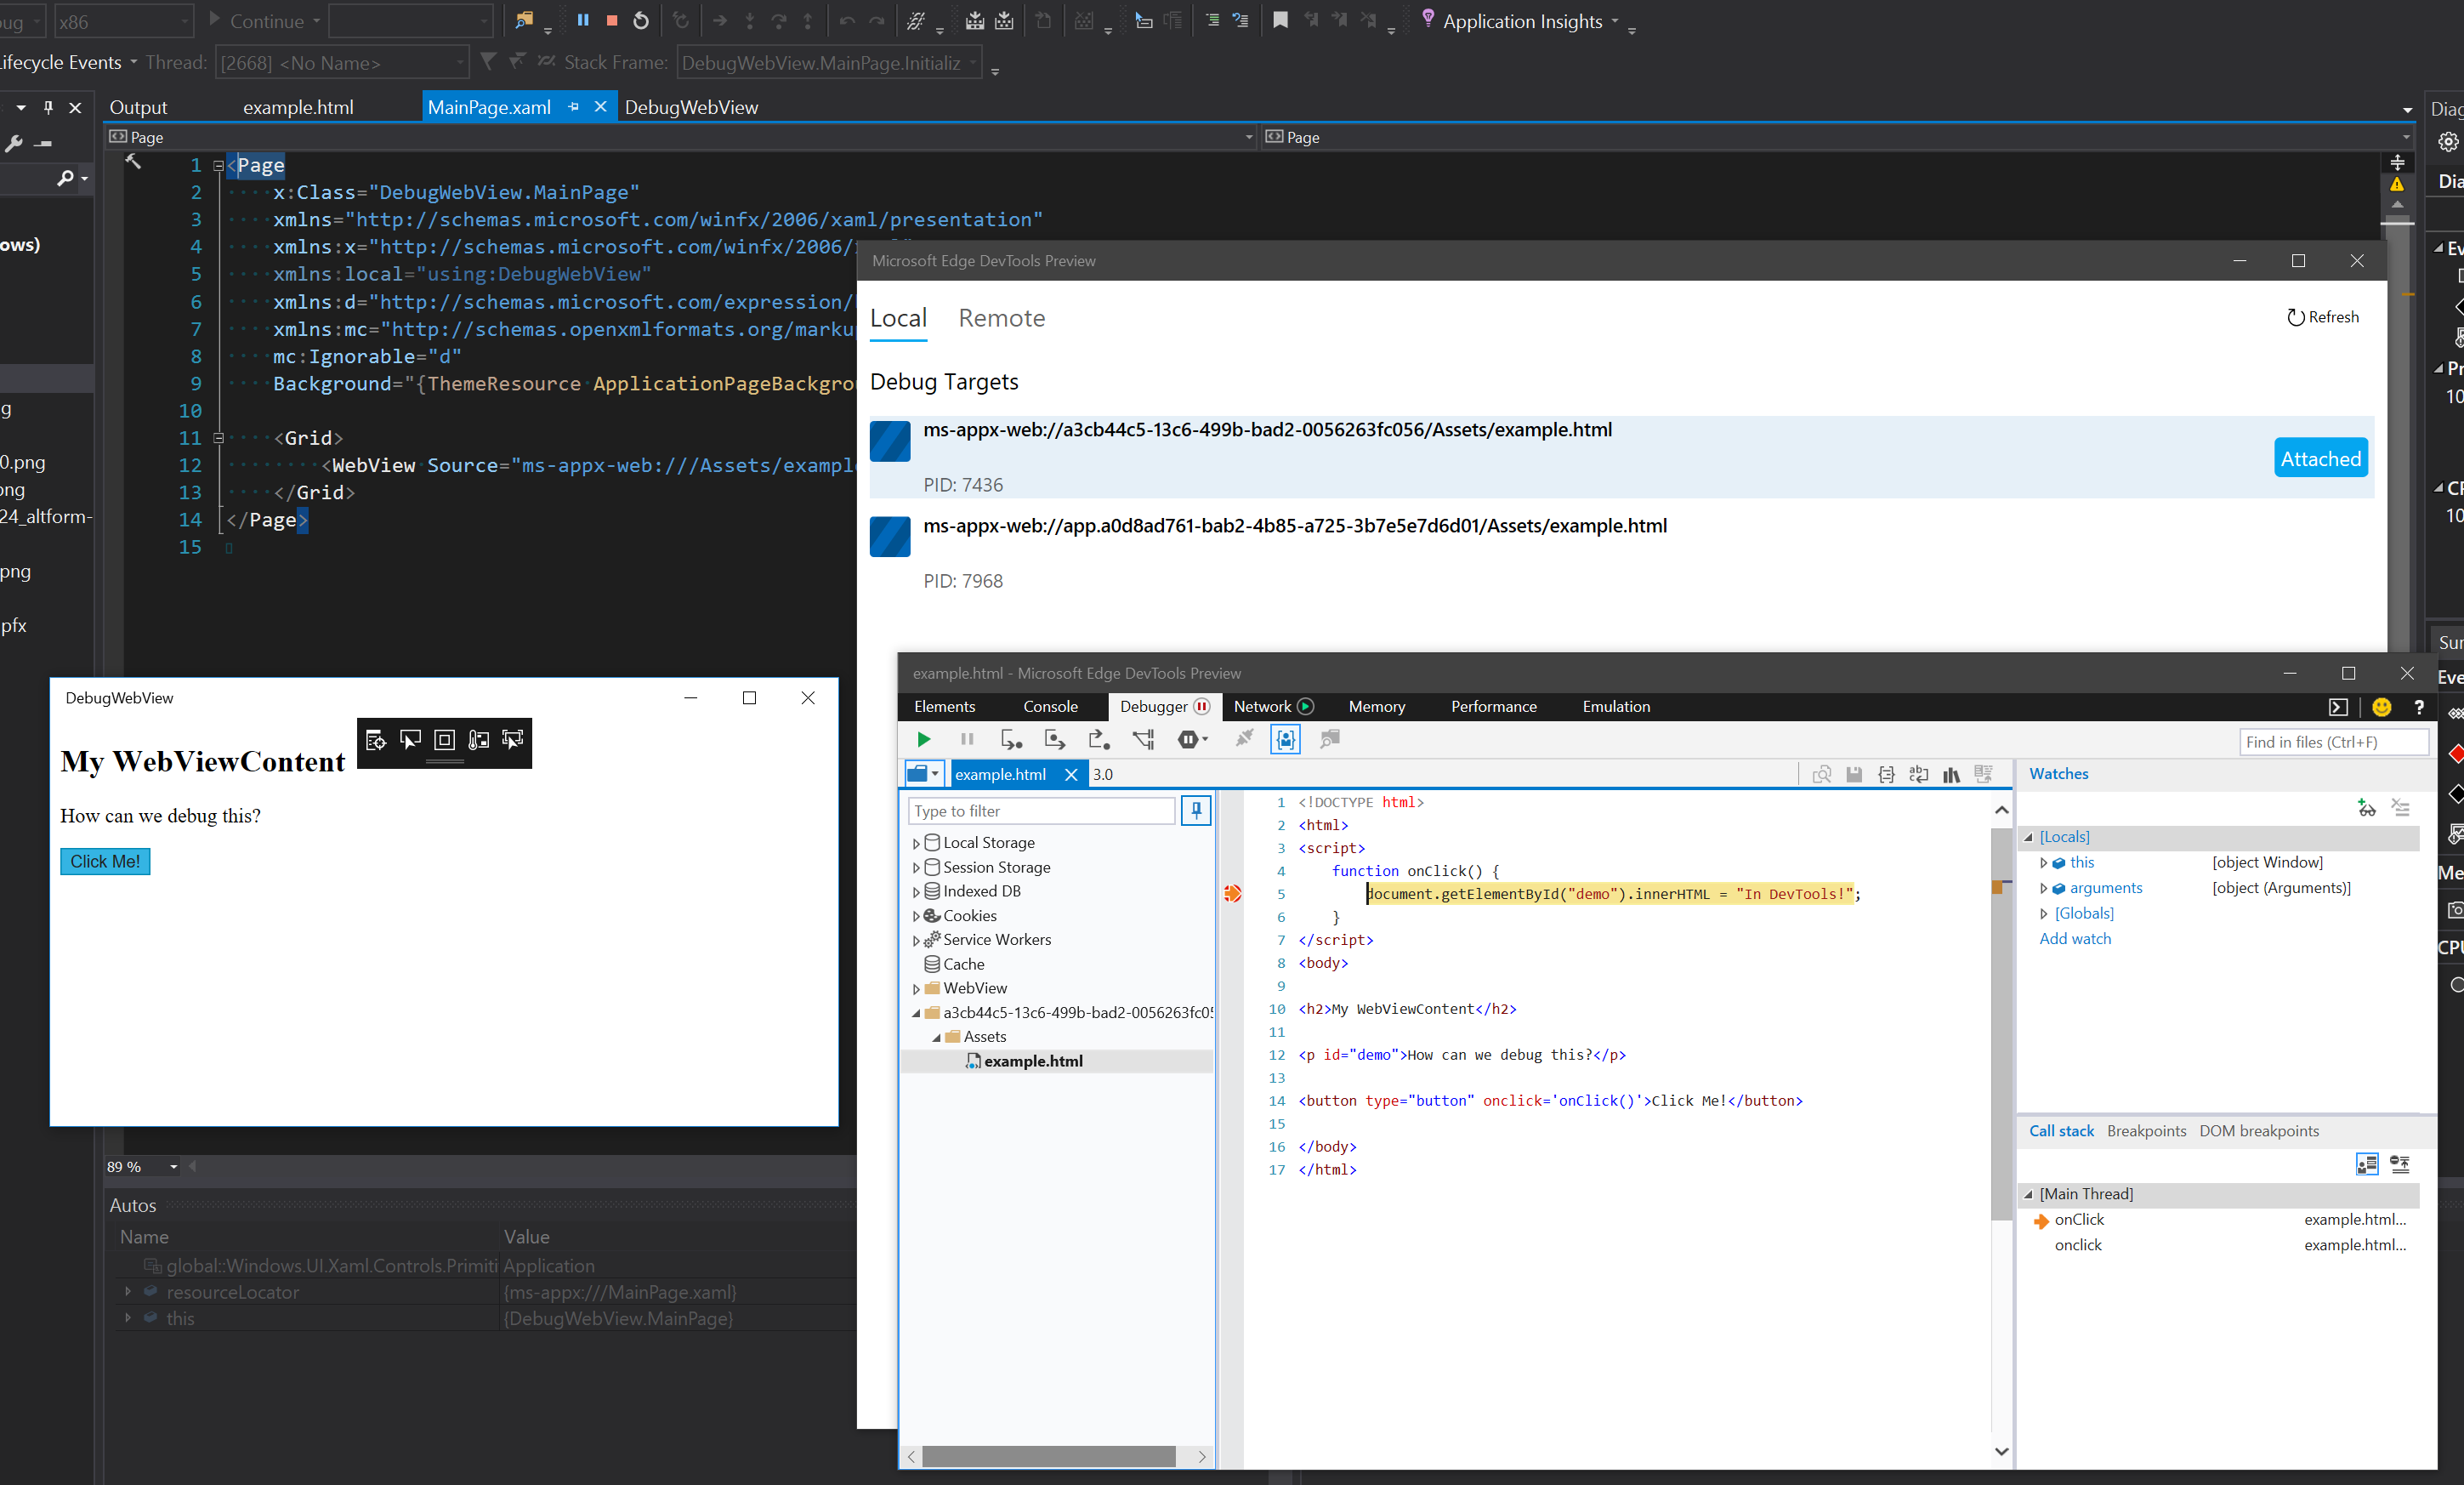 x86
Continue
Application Insights
ifecycle Events
Thread:
[2668] <No Name>
Stack Frame:
DebugWebView.MainPage.Initializ
Output
example.html
MainPage.xaml
DebugWebView
Page
Page
ows)
g
0.png
ong
24_altform-
png
pfx
1 <Page
2 x:Class="DebugWebView.MainPage"
3 xmlns="http://schemas.microsoft.com/winfx/2006/xaml/presentation"
4 xmlns:x="http://schemas.microsoft.com/winfx/2006/
5 xmlns:local="using:DebugWebView"
6 xmlns:d="http://schemas.microsoft.com/expression/
7 xmlns:mc="http://schemas.openxmlformats.org/marku
8 mc:Ignorable="d"
9 Background="{ThemeResource ApplicationPageBackgro
10
11 <Grid>
12 <WebView Source="ms-appx-web:///Assets/exampl
13 </Grid>
14 </Page>
15
Microsoft Edge DevTools Preview
Local
Remote
Refresh
Debug Targets
ms-appx-web://a3cb44c5-13c6-499b-bad2-0056263fc056/Assets/example.html
Attached
PID: 7436
ms-appx-web://app.a0d8ad761-bab2-4b85-a725-3b7e5e7d6d01/Assets/example.html
PID: 7968
DebugWebView
My WebViewContent
How can we debug this?
Click Me!
example.html - Microsoft Edge DevTools Preview
Elements
Console
Debugger
Network
Memory
Performance
Emulation
?
Find in files (Ctrl+F)
example.html
3.0
Type to filter
Local Storage
Session Storage
Indexed DB
Cookies
Service Workers
Cache
WebView
a3cb44c5-13c6-499b-bad2-0056263fc0
Assets
example.html
1 <!DOCTYPE html>
2 <html>
3 <script>
4 function onClick() {
5 document.getElementById("demo").innerHTML = "In DevTools!";
6 }
7 </script>
8 <body>
9
10 <h2>My WebViewContent</h2>
11
12 <p id="demo">How can we debug this?</p>
13
14 <button type="button" onclick='onClick()'>Click Me!</button>
15
16 </body>
17 </html>
Watches
[Locals]
this [object Window]
arguments [object (Arguments)]
[Globals]
Add watch
Call stack
Breakpoints
DOM breakpoints
[Main Thread]
onClick example.html...
onclick example.html...
89 %
Autos
Name Value
global::Windows.UI.Xaml.Controls.Primiti Application
resourceLocator {ms-appx:///MainPage.xaml}
this {DebugWebView.MainPage}
Diag
Dia
Ev
Pr
10
CP
10
Sur
Eve
Me
CPU